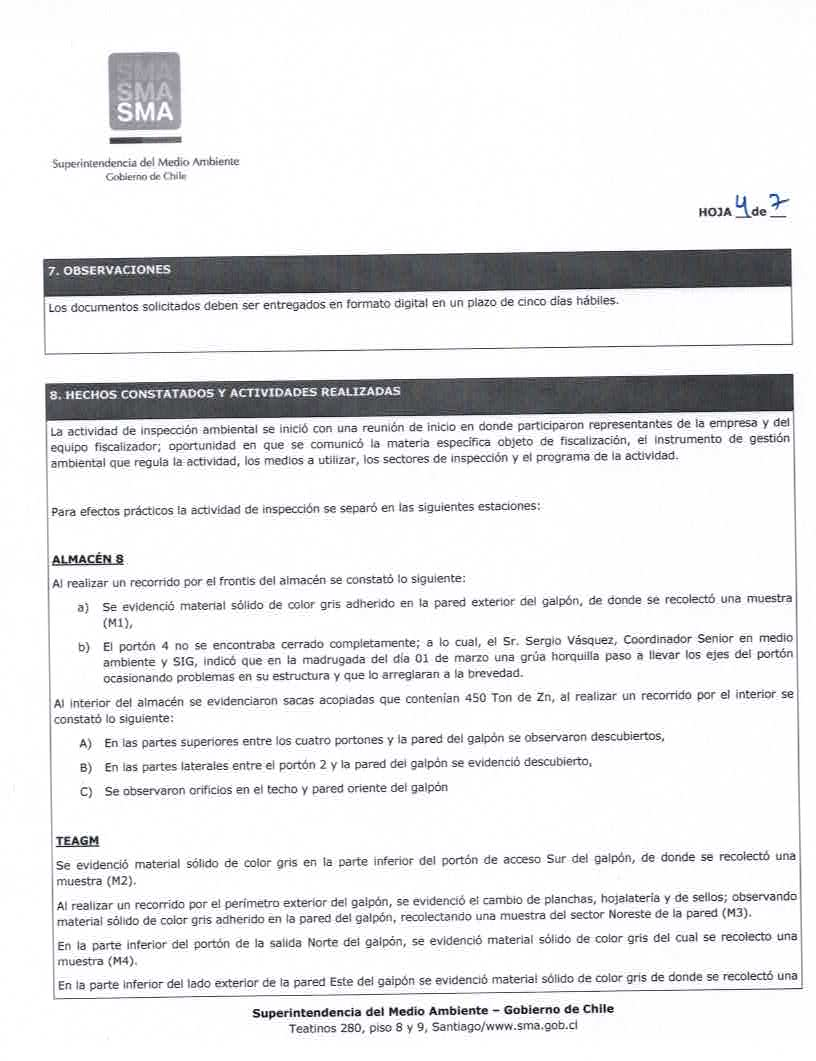 SMA
SMA
SMA
Superintendencia del Medio Ambiente
Gobierno de Chile
HOJA 4 de 7
7. OBSERVACIONES
Los documentos solicitados deben ser entregados en formato digital en un plazo de cinco días hábiles.
8. HECHOS CONSTATADOS Y ACTIVIDADES REALIZADAS
La actividad de inspección ambiental se inició con una reunión de inicio en donde participaron representantes de la empresa y del
equipo fiscalizador; oportunidad en que se comunicó la materia específica objeto de fiscalización, el instrumento de gestión
ambiental que regula la actividad, los medios a utilizar, los sectores de inspección y el programa de la actividad.
Para efectos prácticos la actividad de inspección se separó en las siguientes estaciones:
ALMACÉN 8
Al realizar un recorrido por el frontis del almacén se constató lo siguiente:
a) Se evidenció material sólido de color gris adherido en la pared exterior del galpón, de donde se recolectó una muestra
(M1),
b) El portón 4 no se encontraba cerrado completamente; a lo cual, el Sr. Sergio Vásquez, Coordinador Senior en medio
ambiente y SIG, indicó que en la madrugada del día 01 de marzo una grúa horquilla paso a llevar los ejes del portón
ocasionando problemas en su estructura y que lo arreglaran a la brevedad.
Al interior del almacén se evidenciaron sacas acopiadas que contenían 450 Ton de Zn, al realizar un recorrido por el interior se
constató lo siguiente:
A) En las partes superiores entre los cuatro portones y la pared del galpón se observaron descubiertos,
B) En las partes laterales entre el portón 2 y la pared del galpón se evidenció descubierto,
C) Se observaron orificios en el techo y pared oriente del galpón
TEAGM
Se evidenció material sólido de color gris en la parte inferior del portón de acceso Sur del galpón, de donde se recolectó una
muestra (M2).
Al realizar un recorrido por el perímetro exterior del galpón, se evidenció el cambio de planchas, hojalatería y de sellos; observando
material sólido de color gris adherido en la pared del galpón, recolectando una muestra del sector Noreste de la pared (M3).
En la parte inferior del portón de la salida Norte del galpón, se evidenció material sólido de color gris del cual se recolecto una
muestra (M4).
En la parte inferior del lado exterior de la pared Este del galpón se evidenció material sólido de color gris de donde se recolectó una
Superintendencia del Medio Ambiente – Gobierno de Chile
Teatinos 280, piso 8 y 9, Santiago/www.sma.gob.cl